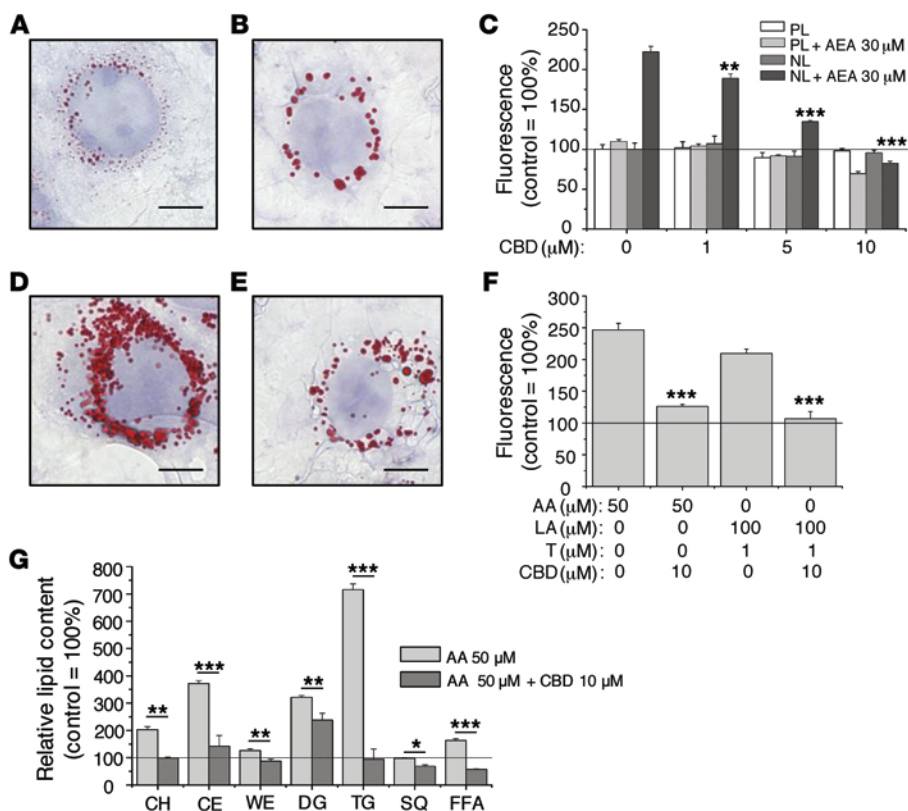 A
B
C
Fluorescence
(control = 100%)
250
200
150
100
50
0
PL
PL + AEA 30 μM
NL
NL + AEA 30 μM
**
***
***
0 1 5 10
CBD (μM):
D
E
F
Fluorescence
(control = 100%)
300
250
200
150
100
50
0
***
***
AA (μM): 50 50 0 0
LA (μM): 0 0 100 100
T (μM): 0 0 1 1
CBD (μM): 0 10 0 10
G
Relative lipid content
(control = 100%)
800
700
600
500
400
300
200
100
0
**
***
**
**
***
*
***
AA 50 μM
AA 50 μM + CBD 10 μM
CH CE WE DG TG SQ FFA